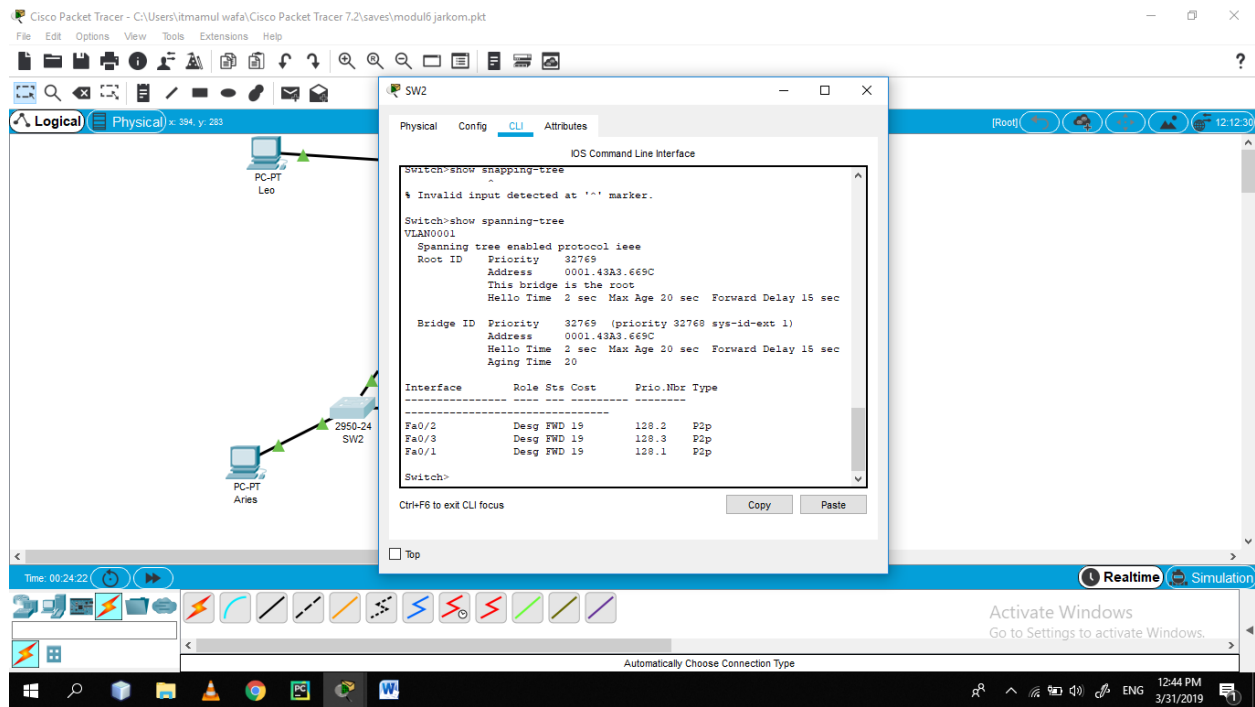 Cisco Packet Tracer - C:\Users\itmamul wafa\Cisco Packet Tracer 7.2\saves\modul6 jarkom.pkt
File Edit Options View Tools Extensions Help
?
Logical Physical x: 394, y: 283 [Root] 12:12:30
SW2
Physical Config CLI Attributes
IOS Command Line Interface
Switch>show snapping-tree
^
% Invalid input detected at '^' marker.
Switch>show spanning-tree
VLAN0001
Spanning tree enabled protocol ieee
Root ID Priority 32769
Address 0001.43A3.669C
This bridge is the root
Hello Time 2 sec Max Age 20 sec Forward Delay 15 sec
Bridge ID Priority 32769 (priority 32768 sys-id-ext 1)
Address 0001.43A3.669C
Hello Time 2 sec Max Age 20 sec Forward Delay 15 sec
Aging Time 20
Interface Role Sts Cost Prio.Nbr Type
---------------- ---- --- --------- --------
--------------------------------
Fa0/2 Desg FWD 19 128.2 P2p
Fa0/3 Desg FWD 19 128.3 P2p
Fa0/1 Desg FWD 19 128.1 P2p
Switch>
Ctrl+F6 to exit CLI focus
Copy Paste
Top
PC-PT
Leo
2950-24
SW2
PC-PT
Aries
Time: 00:24:22
Realtime Simulation
Activate Windows
Go to Settings to activate Windows.
Automatically Choose Connection Type
ENG
12:44 PM
3/31/2019
1